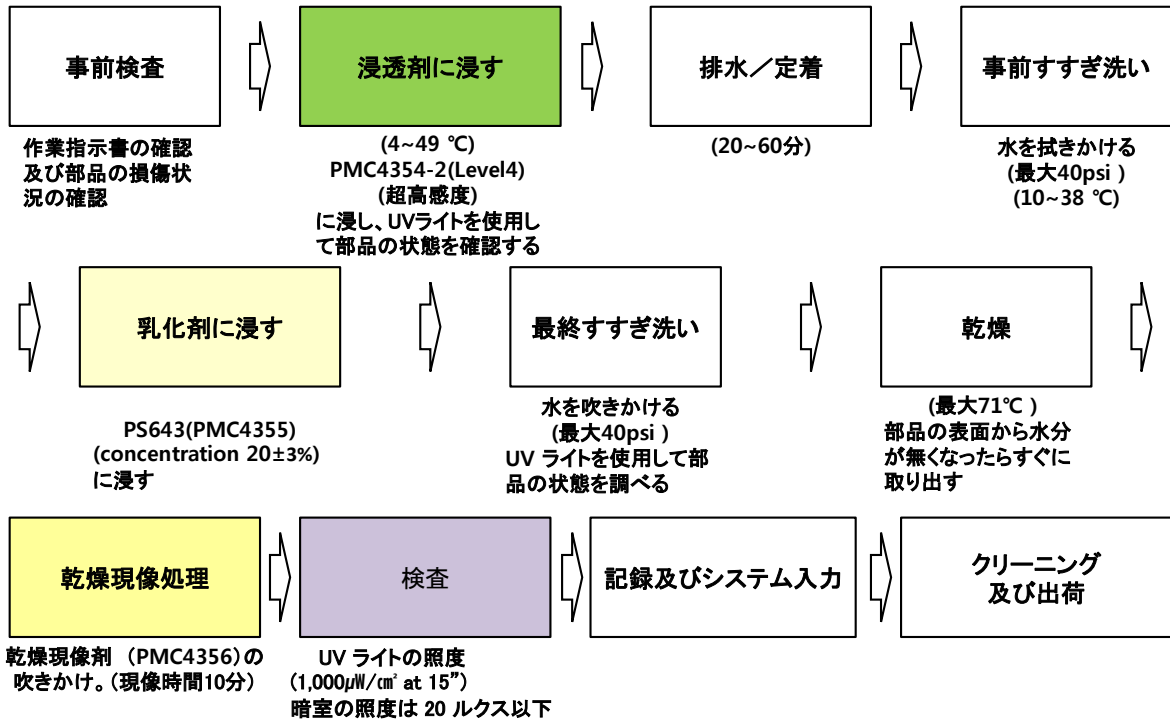 事前検査
浸透剤に浸す
排水／定着
事前すすぎ洗い
作業指示書の確認
及び部品の損傷状
況の確認
(4~49 ℃)
PMC4354-2(Level4)
(超高感度)
に浸し、UVライトを使用し
て部品の状態を確認する
(20~60分)
水を拭きかける
(最大40psi )
(10~38 ℃)
乳化剤に浸す
最終すすぎ洗い
乾燥
PS643(PMC4355)
(concentration 20±3%)
に浸す
水を吹きかける
(最大40psi )
UV ライトを使用して部
品の状態を調べる
(最大71℃ )
部品の表面から水分
が無くなったらすぐに
取り出す
乾燥現像処理
検査
記録及びシステム入力
クリーニング
及び出荷
乾燥現像剤 （PMC4356）の
吹きかけ。（現像時間10分）
UV ライトの照度
(1,000㎼/㎠ at 15”)
暗室の照度は 20 ルクス以下